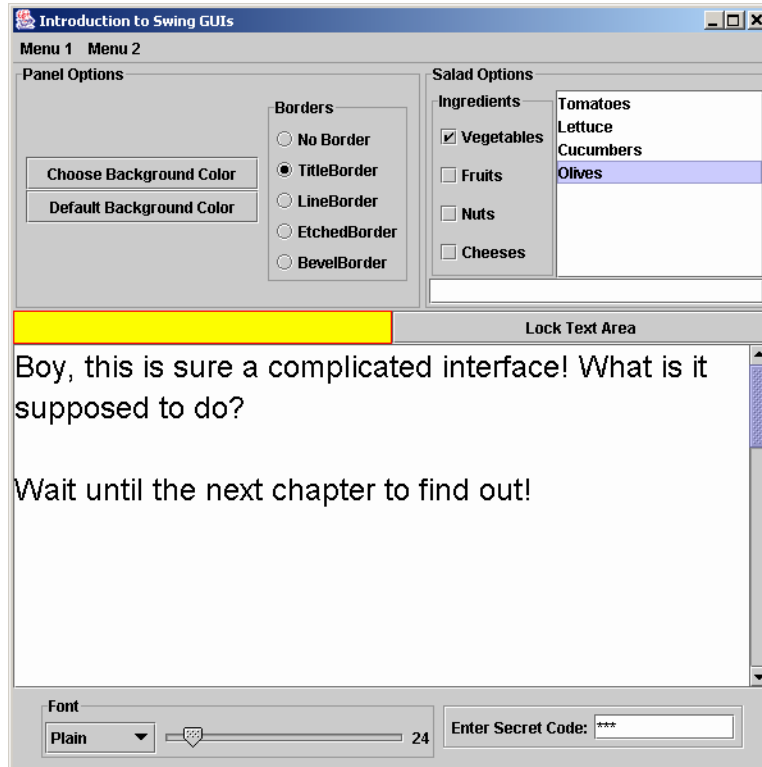 Introduction to Swing GUIs
Menu 1 Menu 2
Panel Options
Choose Background Color
Default Background Color
Borders
No Border
TitleBorder
LineBorder
EtchedBorder
BevelBorder
Salad Options
Ingredients
Vegetables
Fruits
Nuts
Cheeses
Tomatoes
Lettuce
Cucumbers
Olives
Lock Text Area
Boy, this is sure a complicated interface! What is it
supposed to do?
Wait until the next chapter to find out!
Font
Plain
24
Enter Secret Code: ***